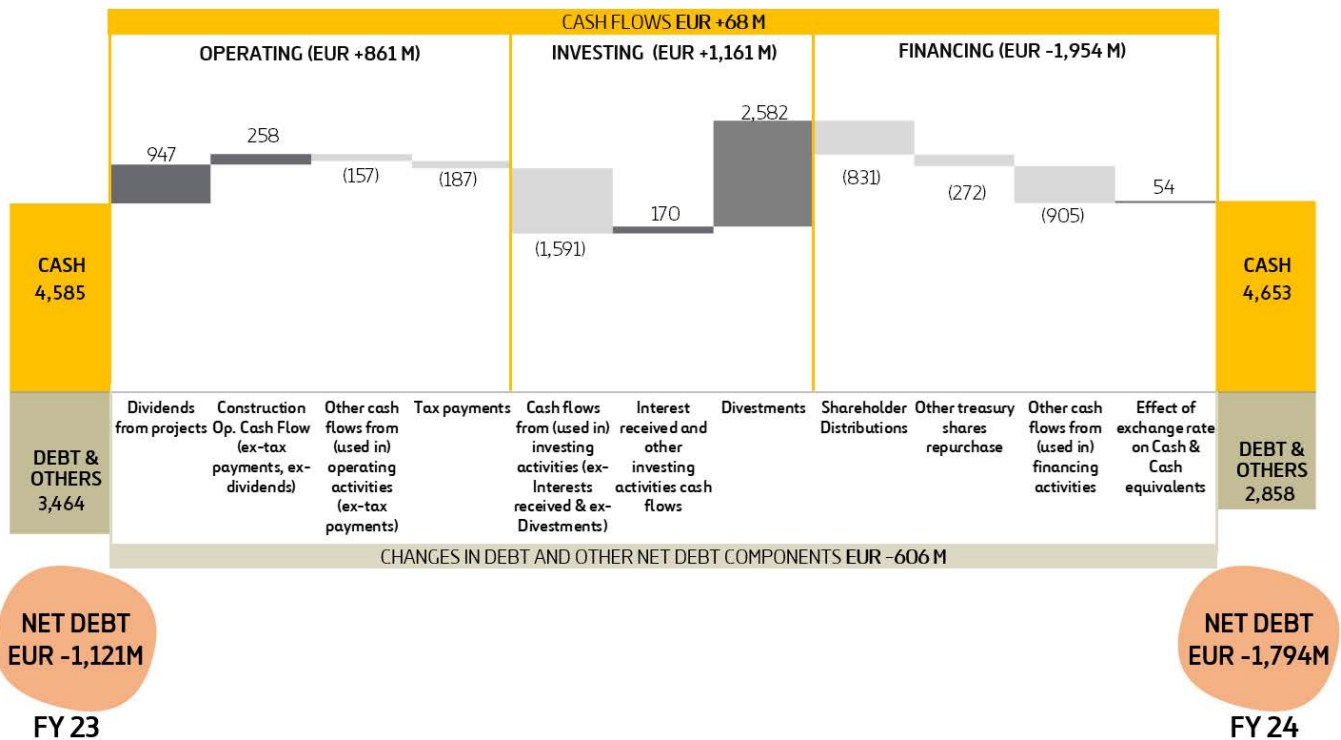 CASH FLOWS EUR +68 M
OPERATING (EUR +861 M)
INVESTING (EUR +1,161 M)
FINANCING (EUR -1,954 M)
947
258
(157)
(187)
(1,591)
170
2,582
(831)
(272)
(905)
54
CASH
4,585
CASH
4,653
DEBT &
OTHERS
3,464
Dividends
from projects
Construction
Op. Cash Flow
(ex-tax
payments, ex-
dividends)
Other cash
flows from
(used in)
operating
activities
(ex-tax
payments)
Tax payments
Cash flows
from (used in)
investing
activities (ex-
Interests
received & ex-
Divestments)
Interest
received and
other
investing
activities cash
flows
Divestments
Shareholder
Distributions
Other treasury
shares
repurchase
Other cash
flows from
(used in)
financing
activities
Effect of
exchange rate
on Cash &
Cash
equivalents
DEBT &
OTHERS
2,858
CHANGES IN DEBT AND OTHER NET DEBT COMPONENTS EUR -606 M
NET DEBT
EUR -1,121M
FY 23
NET DEBT
EUR -1,794M
FY 24